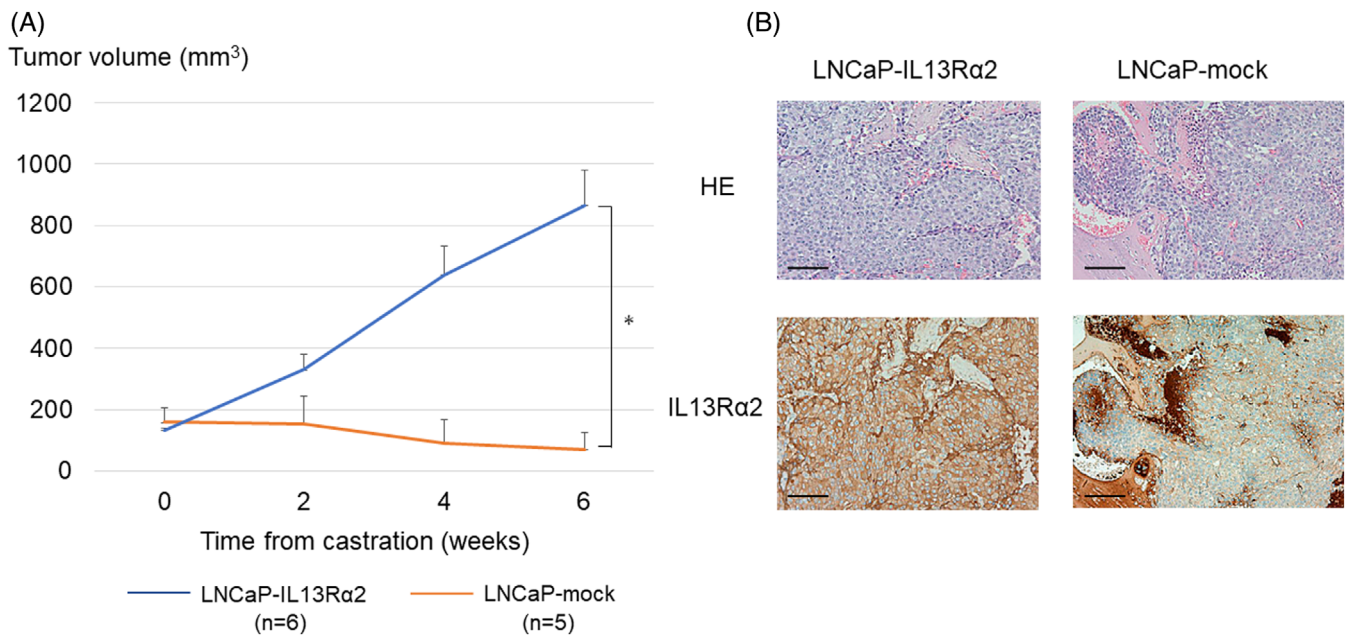 (A)
Tumor volume (mm³)
1200
1000
800
600
400
200
0
0 2 4 6
*
Time from castration (weeks)
LNCaP-IL13Rα2 LNCaP-mock
(n=6) (n=5)
(B)
LNCaP-IL13Rα2 LNCaP-mock
HE
IL13Rα2